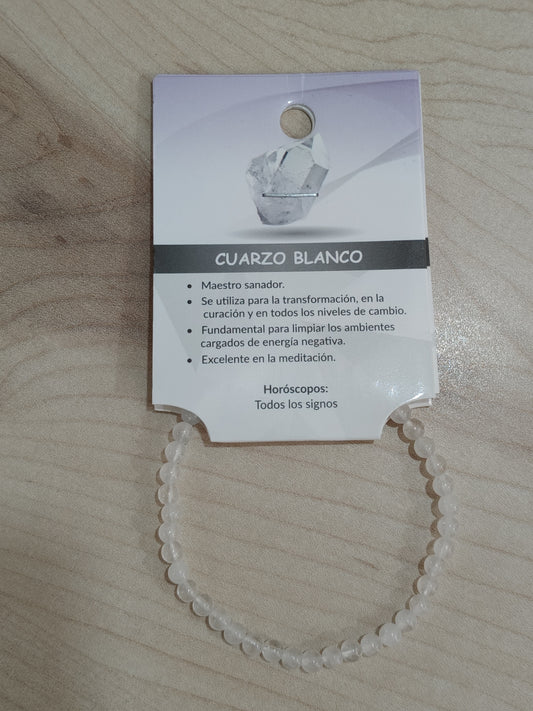 CUARZO BLANCO
• Maestro sanador.
• Se utiliza para la transformación, en la
curación y en todos los niveles de cambio.
• Fundamental para limpiar los ambientes
cargados de energía negativa.
• Excelente en la meditación.
Horóscopos:
Todos los signos